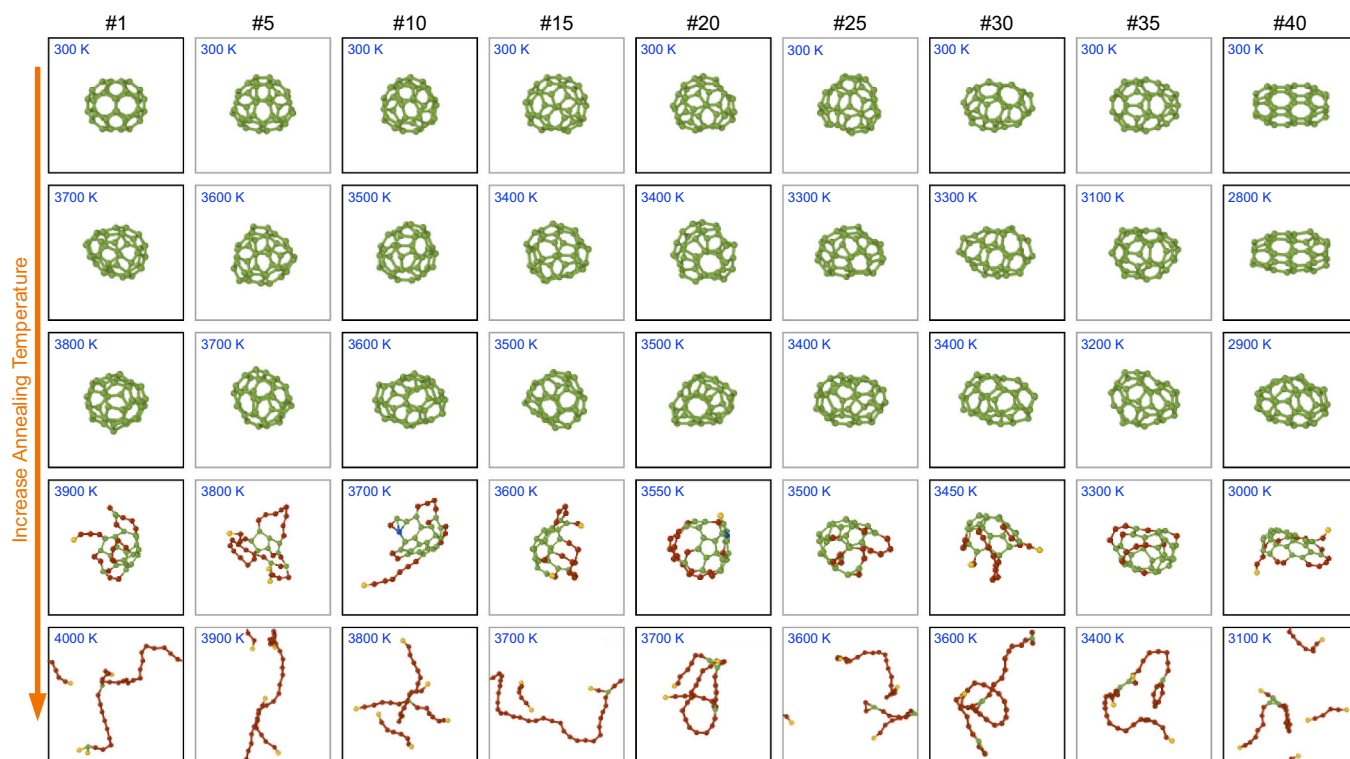 #1 #5 #10 #15 #20 #25 #30 #35 #40
300 K 300 K 300 K 300 K 300 K 300 K 300 K 300 K 300 K
3700 K 3600 K 3500 K 3400 K 3400 K 3300 K 3300 K 3100 K 2800 K
3800 K 3700 K 3600 K 3500 K 3500 K 3400 K 3400 K 3200 K 2900 K
3900 K 3800 K 3700 K 3600 K 3550 K 3500 K 3450 K 3300 K 3000 K
4000 K 3900 K 3800 K 3700 K 3700 K 3600 K 3600 K 3400 K 3100 K
Increase Annealing Temperature